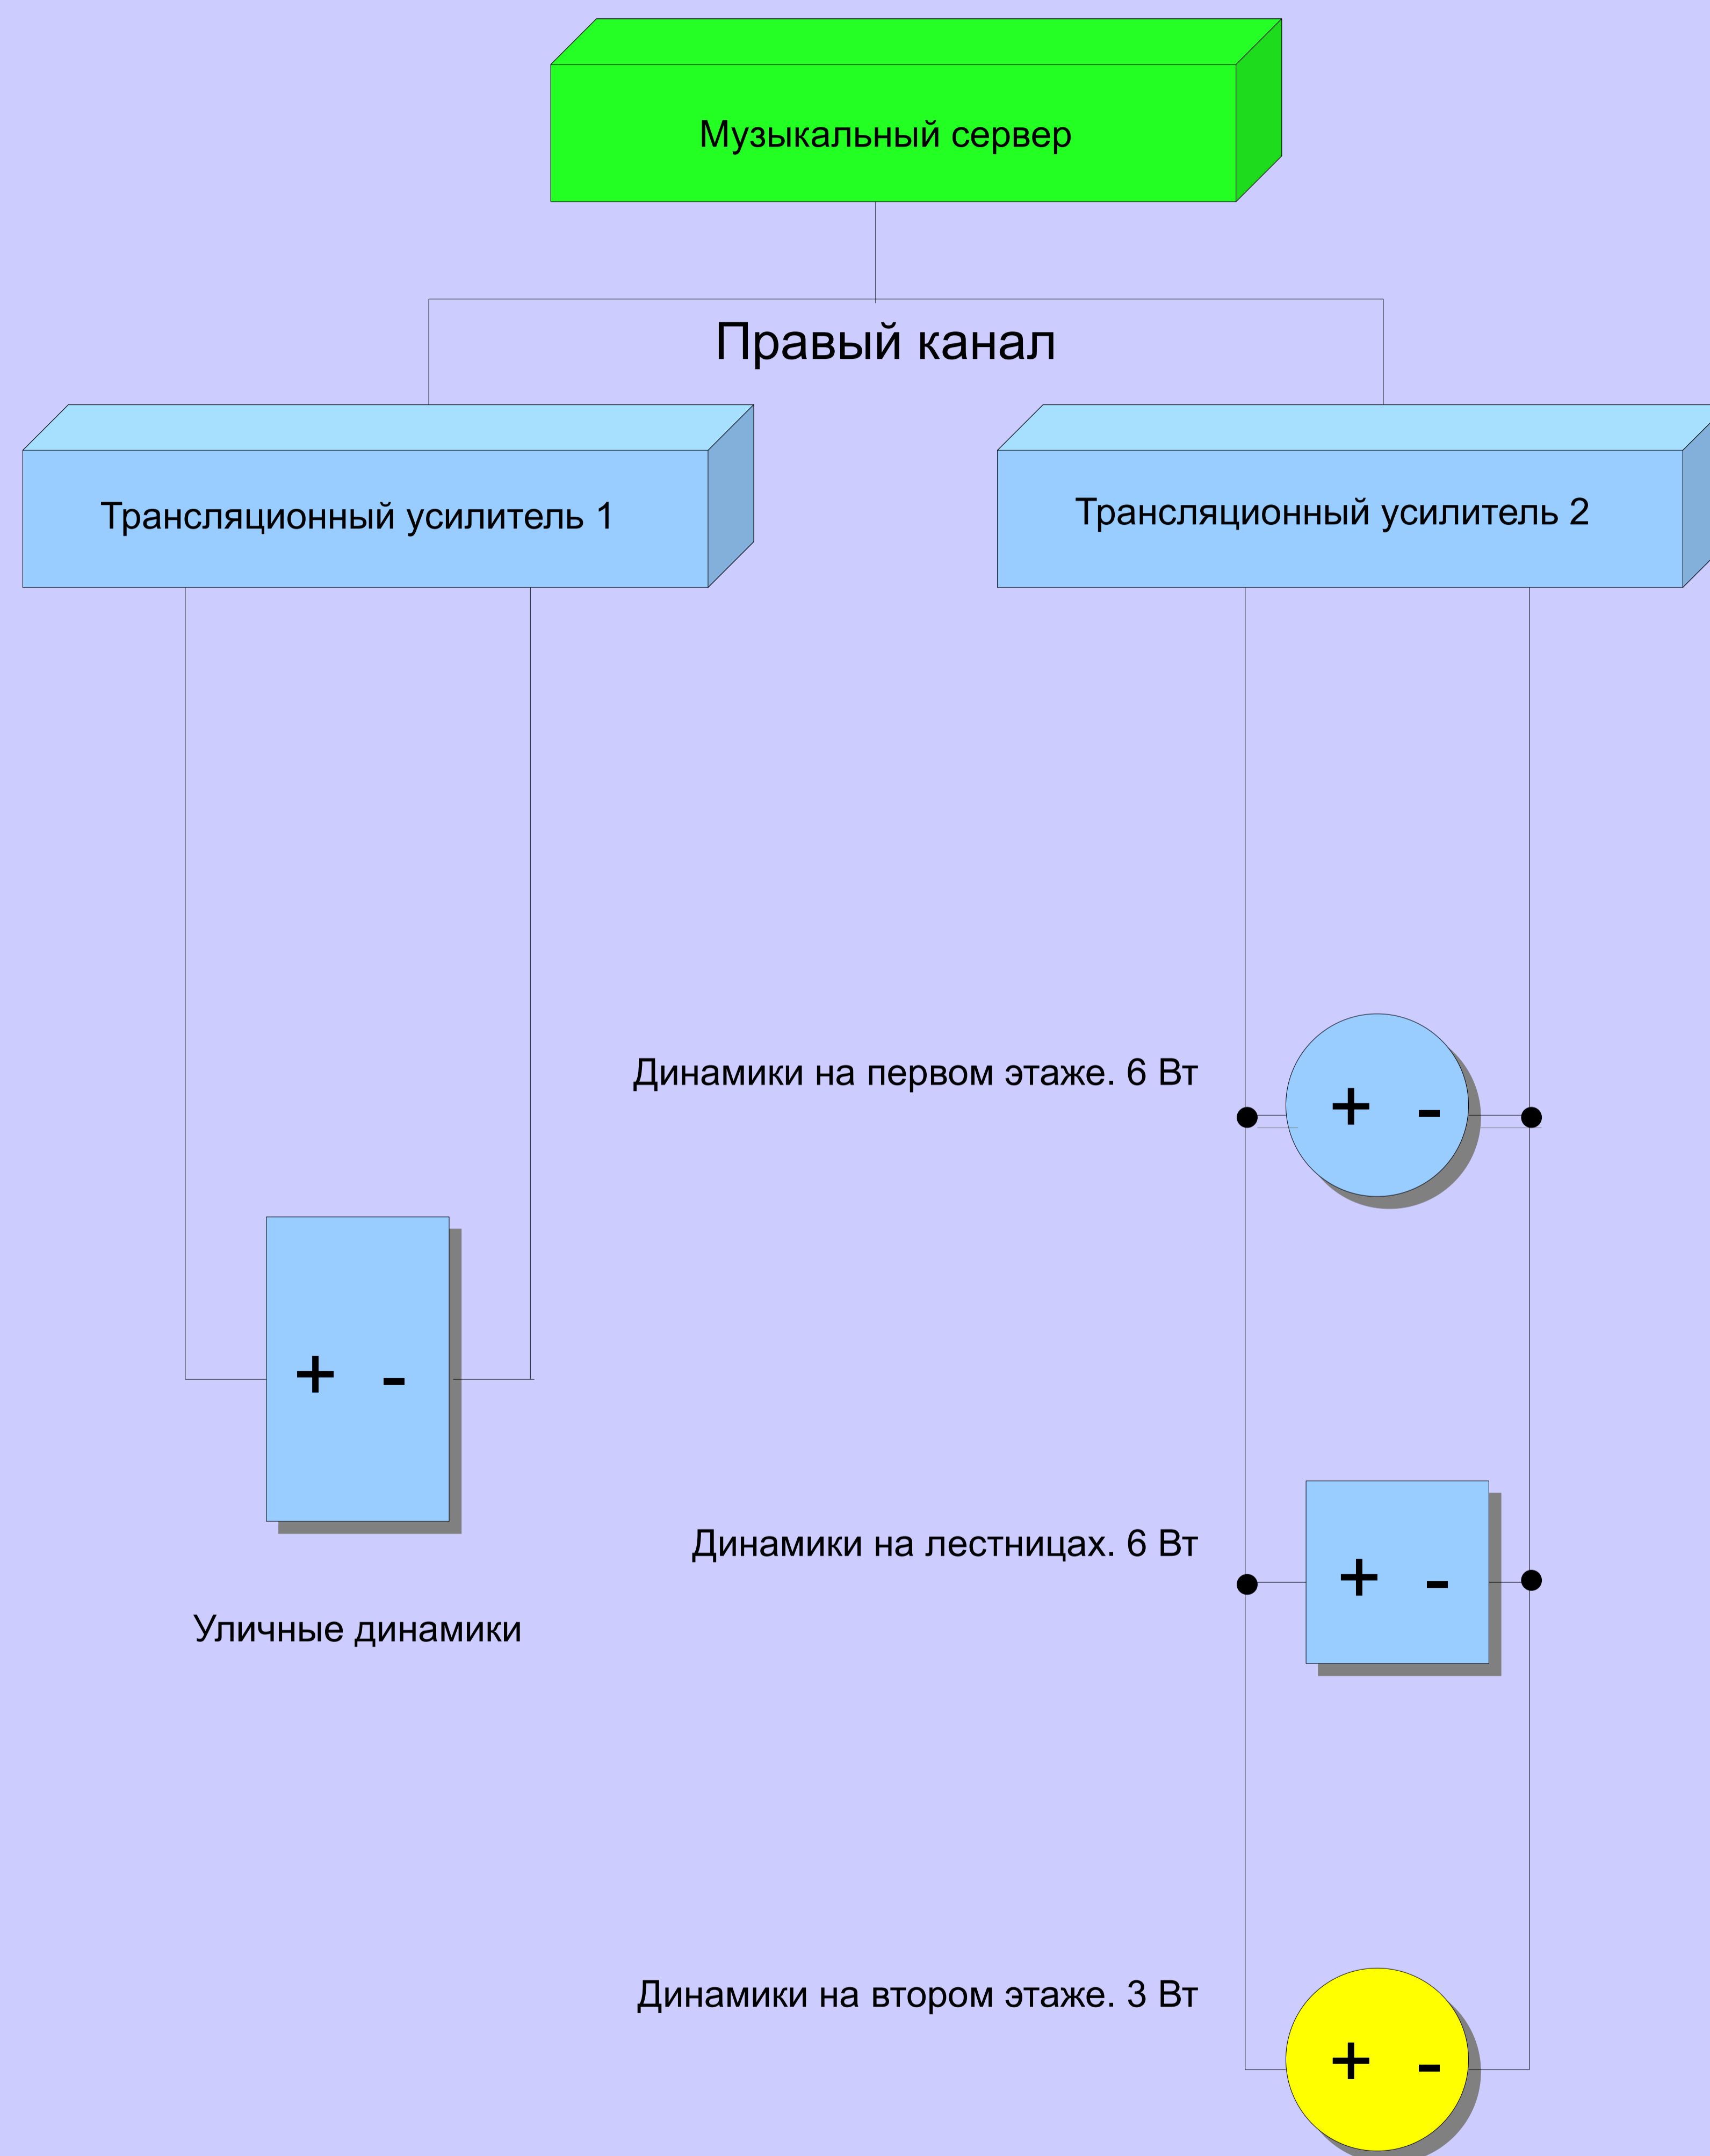 Музыкальный сервер
Правый канал
Трансляционный усилитель 1
Трансляционный усилитель 2
Динамики на первом этаже. 6 Вт
+ -
+ -
Динамики на лестницах. 6 Вт
+ -
Уличные динамики
Динамики на втором этаже. 3 Вт
+ -